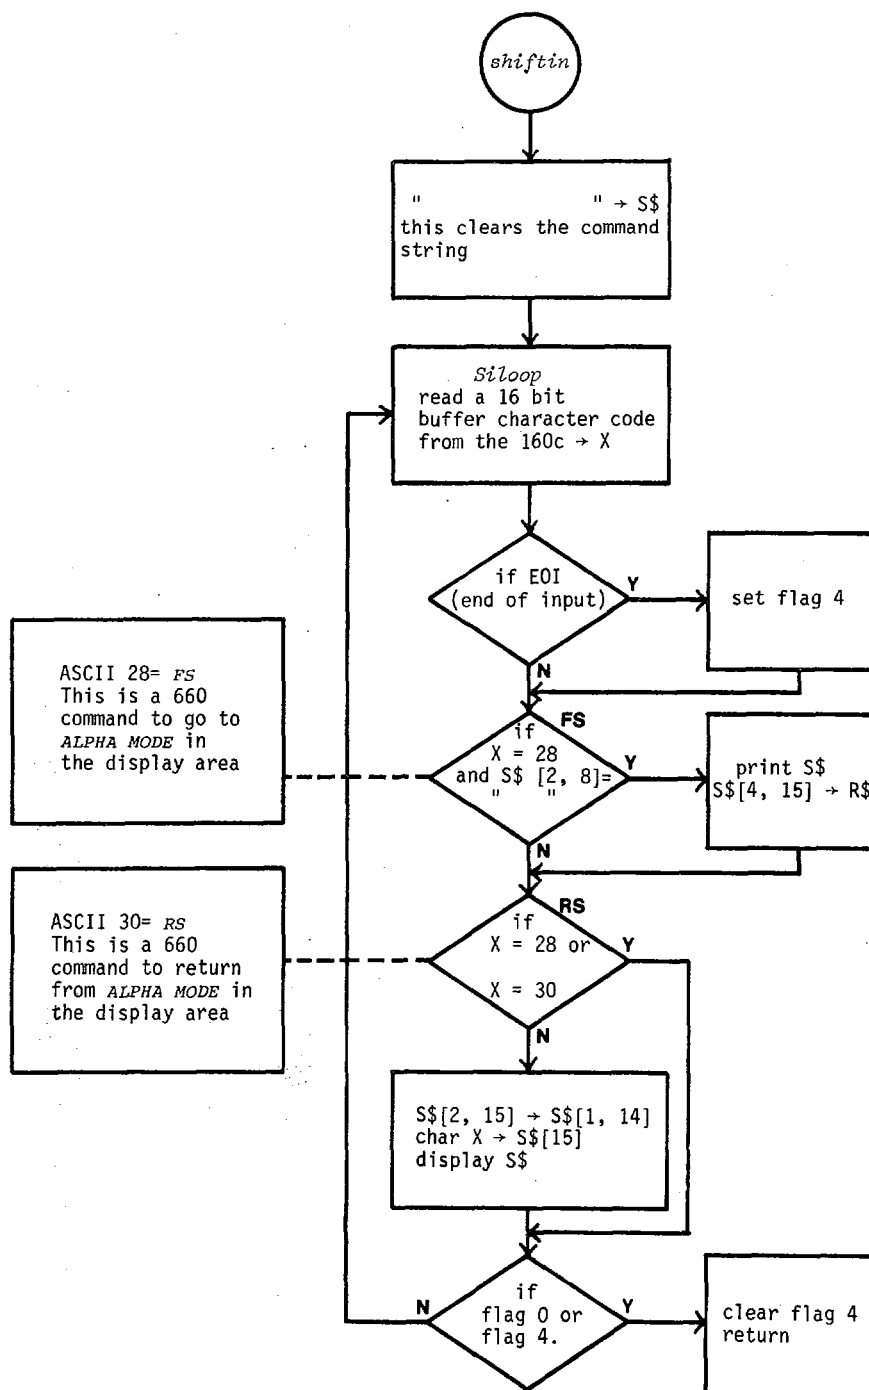 shiftin
" " → S$
this clears the command
string
Siloop
read a 16 bit
buffer character code
from the 160c → X
if EOI
(end of input)
Y
set flag 4
N
ASCII 28= FS
This is a 660
command to go to
ALPHA MODE in
the display area
FS
if
X = 28
and S$ [2, 8]=
" "
Y
print S$
S$[4, 15] → R$
N
ASCII 30= RS
This is a 660
command to return
from ALPHA MODE in
the display area
RS
if
X = 28 or
X = 30
Y
N
S$[2, 15] → S$[1, 14]
char X → S$[15]
display S$
N
if
flag 0 or
flag 4.
Y
clear flag 4
return